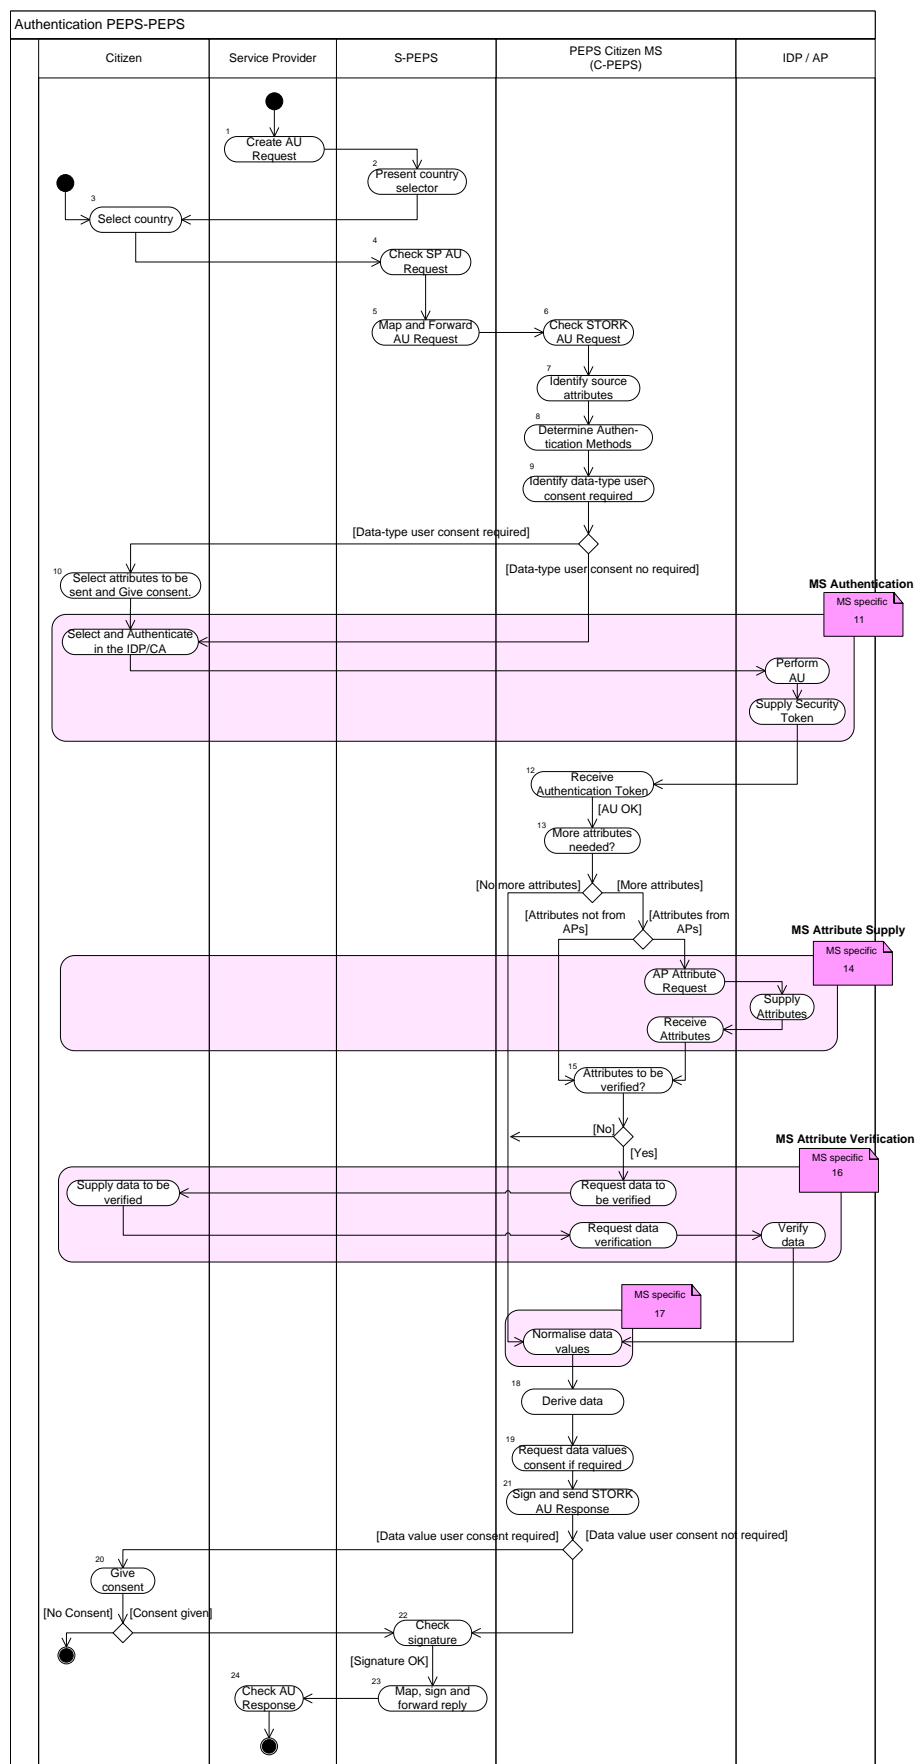 Authentication PEPS-PEPS
Citizen
Service Provider
S-PEPS
PEPS Citizen MS
(C-PEPS)
IDP / AP
1
Create AU
Request
2
Present country
selector
3
Select country
4
Check SP AU
Request
5
Map and Forward
AU Request
6
Check STORK
AU Request
7
Identify source
attributes
8
Determine Authen-
tication Methods
9
Identify data-type user
consent required
[Data-type user consent required]
[Data-type user consent no required]
10
Select attributes to be
sent and Give consent.
MS Authentication
MS specific
11
Select and Authenticate
in the IDP/CA
Perform
AU
Supply Security
Token
12
Receive
Authentication Token
[AU OK]
13
More attributes
needed?
[No more attributes]
[More attributes]
[Attributes not from
APs]
[Attributes from
APs]
MS Attribute Supply
MS specific
14
AP Attribute
Request
Supply
Attributes
Receive
Attributes
15
Attributes to be
verified?
[No]
[Yes]
MS Attribute Verification
MS specific
16
Supply data to be
verified
Request data to
be verified
Request data
verification
Verify
data
MS specific
17
Normalise data
values
18
Derive data
19
Request data values
consent if required
21
Sign and send STORK
AU Response
[Data value user consent required]
[Data value user consent not required]
20
Give
consent
[No Consent]
[Consent given]
22
Check
signature
[Signature OK]
23
Map, sign and
forward reply
24
Check AU
Response